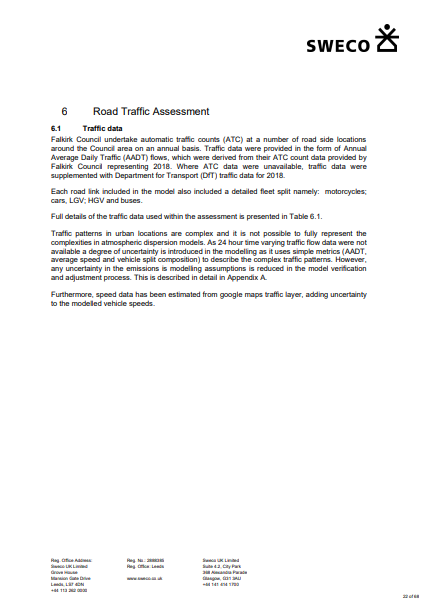 SWECO
6 Road Traffic Assessment
6.1 Traffic data
Falkirk Council undertake automatic traffic counts (ATC) at a number of road side locations
around the Council area on an annual basis. Traffic data were provided in the form of Annual
Average Daily Traffic (AADT) flows, which were derived from their ATC count data provided by
Falkirk Council representing 2018. Where ATC data were unavailable, traffic data were
supplemented with Department for Transport (DfT) traffic data for 2018.
Each road link included in the model also included a detailed fleet split namely: motorcycles;
cars, LGV; HGV and buses.
Full details of the traffic data used within the assessment is presented in Table 6.1.
Traffic patterns in urban locations are complex and it is not possible to fully represent the
complexities in atmospheric dispersion models. As 24 hour time varying traffic flow data were not
available a degree of uncertainty is introduced in the modelling as it uses simple metrics (AADT,
average speed and vehicle split composition) to describe the complex traffic patterns. However,
any uncertainty in the emissions is modelling assumptions is reduced in the model verification
and adjustment process. This is described in detail in Appendix A.
Furthermore, speed data has been estimated from google maps traffic layer, adding uncertainty
to the modelled vehicle speeds.
Reg. Office Address:
Sweco UK Limited
Grove House
Mansion Gate Drive
Leeds, LS7 4DN
+44 113 262 0000
Reg. No.: 2888385
Reg. Office: Leeds
www.sweco.co.uk
Sweco UK Limited
Suite 4.2, City Park
368 Alexandra Parade
Glasgow, G31 3AU
+44 141 414 1700
22 of 68